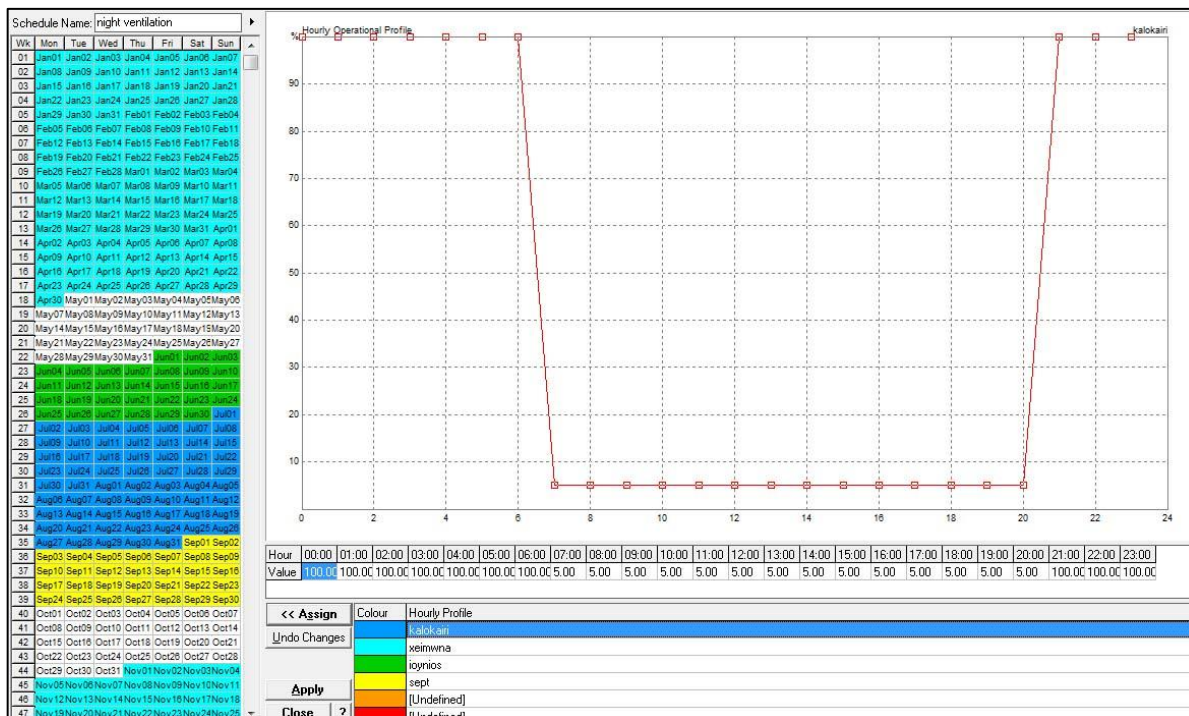 Schedule Name: night ventilation
Wk Mon Tue Wed Thu Fri Sat Sun
01 Jan01 Jan02 Jan03 Jan04 Jan05 Jan06 Jan07
02 Jan08 Jan09 Jan10 Jan11 Jan12 Jan13 Jan14
03 Jan15 Jan16 Jan17 Jan18 Jan19 Jan20 Jan21
04 Jan22 Jan23 Jan24 Jan25 Jan26 Jan27 Jan28
05 Jan29 Jan30 Jan31 Feb01 Feb02 Feb03 Feb04
06 Feb05 Feb06 Feb07 Feb08 Feb09 Feb10 Feb11
07 Feb12 Feb13 Feb14 Feb15 Feb16 Feb17 Feb18
08 Feb19 Feb20 Feb21 Feb22 Feb23 Feb24 Feb25
09 Feb26 Feb27 Feb28 Mar01 Mar02 Mar03 Mar04
10 Mar05 Mar06 Mar07 Mar08 Mar09 Mar10 Mar11
11 Mar12 Mar13 Mar14 Mar15 Mar16 Mar17 Mar18
12 Mar19 Mar20 Mar21 Mar22 Mar23 Mar24 Mar25
13 Mar26 Mar27 Mar28 Mar29 Mar30 Mar31 Apr01
14 Apr02 Apr03 Apr04 Apr05 Apr06 Apr07 Apr08
15 Apr09 Apr10 Apr11 Apr12 Apr13 Apr14 Apr15
16 Apr16 Apr17 Apr18 Apr19 Apr20 Apr21 Apr22
17 Apr23 Apr24 Apr25 Apr26 Apr27 Apr28 Apr29
18 Apr30 May01 May02 May03 May04 May05 May06
19 May07 May08 May09 May10 May11 May12 May13
20 May14 May15 May16 May17 May18 May19 May20
21 May21 May22 May23 May24 May25 May26 May27
22 May28 May29 May30 May31 Jun01 Jun02 Jun03
23 Jun04 Jun05 Jun06 Jun07 Jun08 Jun09 Jun10
24 Jun11 Jun12 Jun13 Jun14 Jun15 Jun16 Jun17
25 Jun18 Jun19 Jun20 Jun21 Jun22 Jun23 Jun24
26 Jun25 Jun26 Jun27 Jun28 Jun29 Jun30 Jul01
27 Jul02 Jul03 Jul04 Jul05 Jul06 Jul07 Jul08
28 Jul09 Jul10 Jul11 Jul12 Jul13 Jul14 Jul15
29 Jul16 Jul17 Jul18 Jul19 Jul20 Jul21 Jul22
30 Jul23 Jul24 Jul25 Jul26 Jul27 Jul28 Jul29
31 Jul30 Jul31 Aug01 Aug02 Aug03 Aug04 Aug05
32 Aug06 Aug07 Aug08 Aug09 Aug10 Aug11 Aug12
33 Aug13 Aug14 Aug15 Aug16 Aug17 Aug18 Aug19
34 Aug20 Aug21 Aug22 Aug23 Aug24 Aug25 Aug26
35 Aug27 Aug28 Aug29 Aug30 Aug31 Sep01 Sep02
36 Sep03 Sep04 Sep05 Sep06 Sep07 Sep08 Sep09
37 Sep10 Sep11 Sep12 Sep13 Sep14 Sep15 Sep16
38 Sep17 Sep18 Sep19 Sep20 Sep21 Sep22 Sep23
39 Sep24 Sep25 Sep26 Sep27 Sep28 Sep29 Sep30
40 Oct01 Oct02 Oct03 Oct04 Oct05 Oct06 Oct07
41 Oct08 Oct09 Oct10 Oct11 Oct12 Oct13 Oct14
42 Oct15 Oct16 Oct17 Oct18 Oct19 Oct20 Oct21
43 Oct22 Oct23 Oct24 Oct25 Oct26 Oct27 Oct28
44 Oct29 Oct30 Oct31 Nov01 Nov02 Nov03 Nov04
45 Nov05 Nov06 Nov07 Nov08 Nov09 Nov10 Nov11
46 Nov12 Nov13 Nov14 Nov15 Nov16 Nov17 Nov18
47 Nov19 Nov20 Nov21 Nov22 Nov23 Nov24 Nov25
% Hourly Operational Profile kalokairi
90
80
70
60
50
40
30
20
10
0 2 4 6 8 10 12 14 16 18 20 22 24
Hour 00:00 01:00 02:00 03:00 04:00 05:00 06:00 07:00 08:00 09:00 10:00 11:00 12:00 13:00 14:00 15:00 16:00 17:00 18:00 19:00 20:00 21:00 22:00 23:00
Value 100.00 100.00 100.00 100.00 100.00 100.00 100.00 5.00 5.00 5.00 5.00 5.00 5.00 5.00 5.00 5.00 5.00 5.00 5.00 5.00 5.00 100.00 100.00 100.00
<< Assign Colour Hourly Profile
kalokairi
Undo Changes
xeimwna
ioynios
sept
Apply
[Undefined]
Close ? [Undefined]